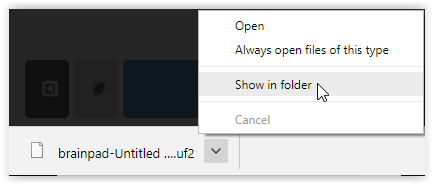 Open
Always open files of this type
Show in folder
Cancel
brainpad-Untitled ....uf2